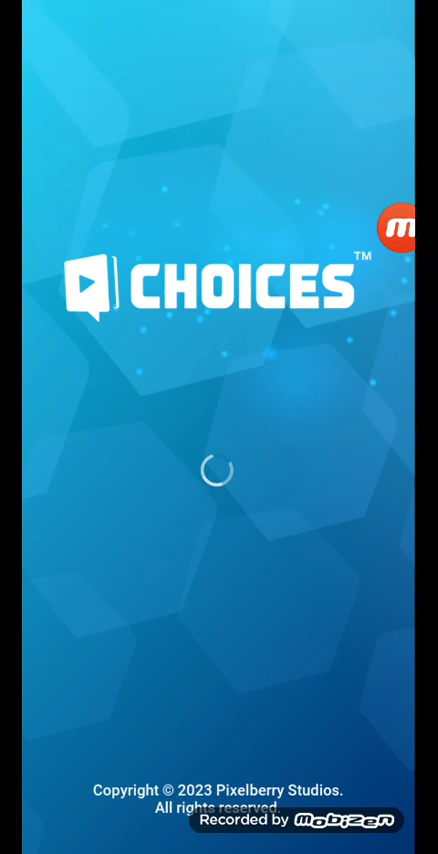 CHOICES™
Copyright © 2023 Pixelberry Studios.
All rights reserved.
Recorded by mobizen